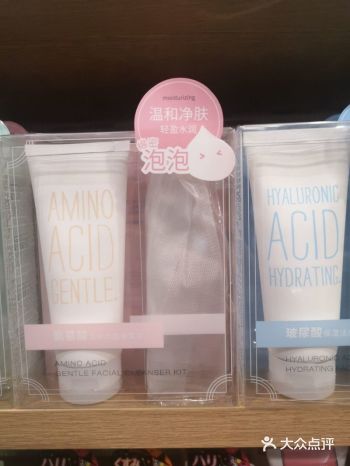 moisturizing
温和净肤
轻盈水润
泡泡
AMINO
ACID
GENTLE
氨基酸
AMINO ACID
GENTLE FACIAL CLEANSER KIT
HYALURONIC
ACID
HYDRATING
玻尿酸
HYALURONIC
HYDRATING
大众点评